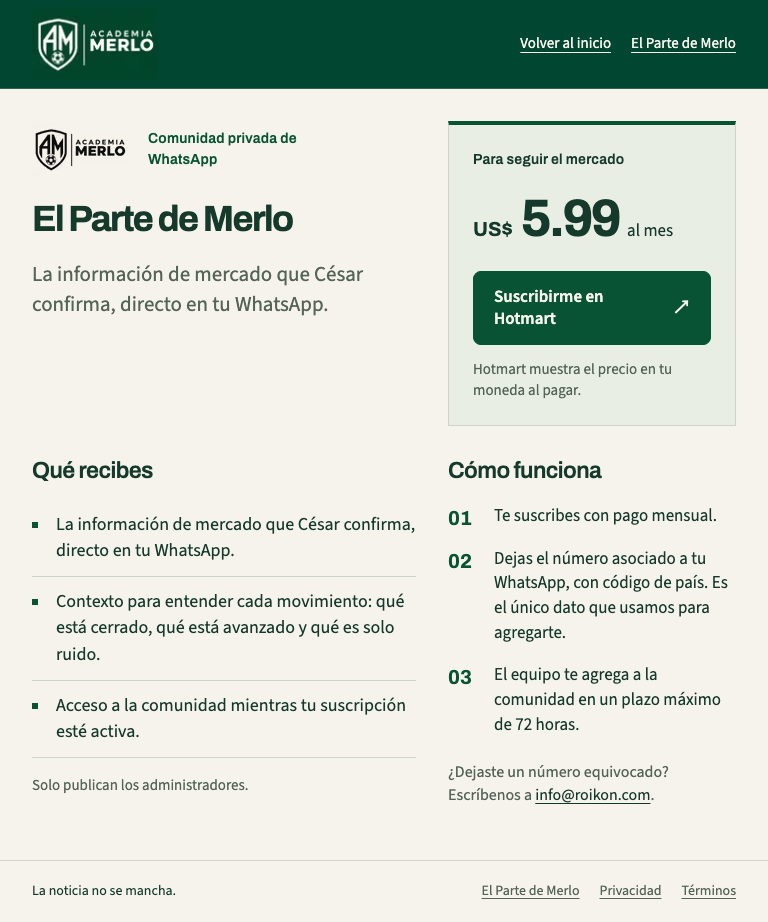 AM ACADEMIA
MERLO
Volver al inicio
El Parte de Merlo
AM ACADEMIA
MERLO
Comunidad privada de
WhatsApp
El Parte de Merlo
La información de mercado que César
confirma, directo en tu WhatsApp.
Para seguir el mercado
US$ 5.99 al mes
Suscribirme en
Hotmart ↗
Hotmart muestra el precio en tu
moneda al pagar.
Qué recibes
La información de mercado que César confirma,
directo en tu WhatsApp.
Contexto para entender cada movimiento: qué
está cerrado, qué está avanzado y qué es solo
ruido.
Acceso a la comunidad mientras tu suscripción
esté activa.
Solo publican los administradores.
Cómo funciona
01 Te suscribes con pago mensual.
02 Dejas el número asociado a tu
WhatsApp, con código de país. Es
el único dato que usamos para
agregarte.
03 El equipo te agrega a la
comunidad en un plazo máximo
de 72 horas.
¿Dejaste un número equivocado?
Escríbenos a info@roikon.com.
La noticia no se mancha.
El Parte de Merlo
Privacidad
Términos